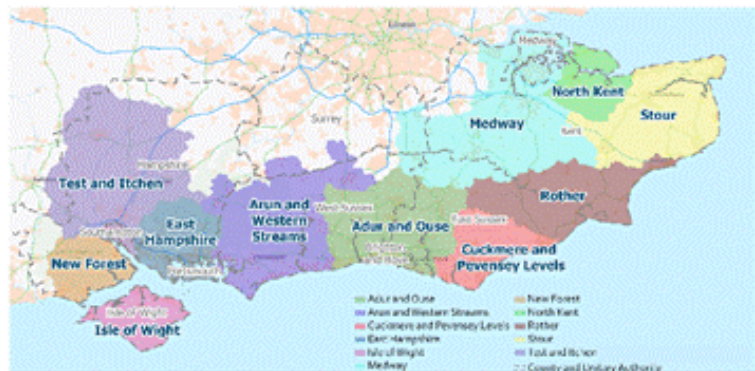 London
Medway
North Kent
Medway
Stour
Kent
Surrey
Hampshire
Test and Itchen
Rother
Arun and
Western
Streams
West Sussex
East
Hampshire
Adur and Ouse
East Sussex
Southampton
Cuckmere and
Pevensey Levels
New Forest
Portsmouth
Isle of Wight
Isle of Wight
Adur and Ouse
Arun and Western Streams
Cuckmere and Pevensey Levels
East Hampshire
Isle of Wight
Medway
New Forest
North Kent
Rother
Stour
Test and Itchen
County and Unitary Authority